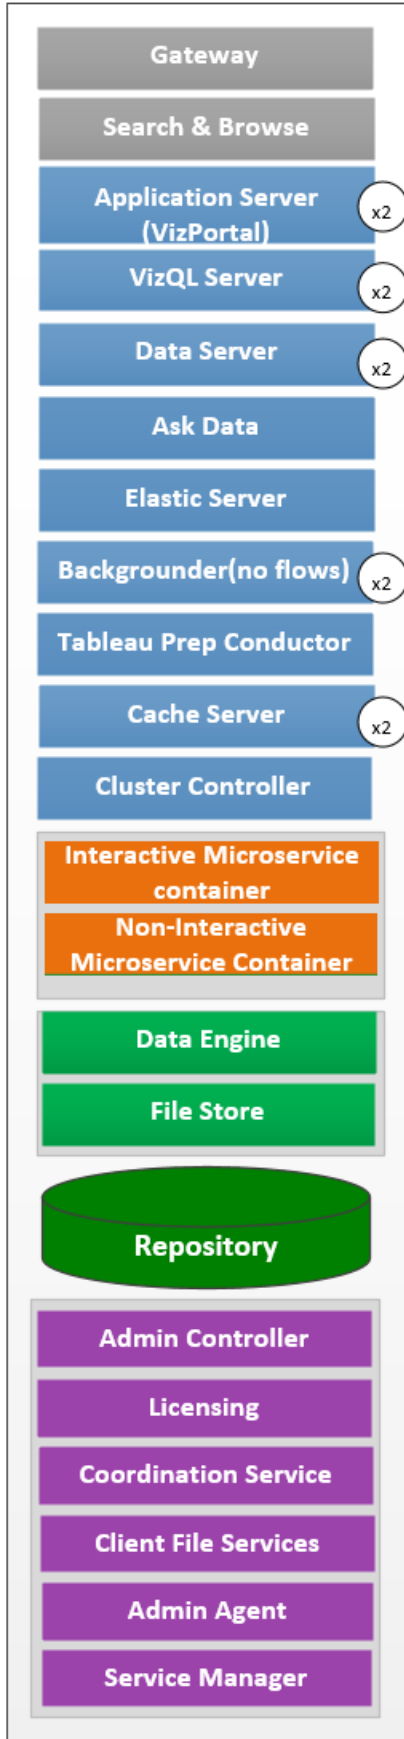 Gateway
Search & Browse
Application Server
(VizPortal)
x2
VizQL Server
x2
Data Server
x2
Ask Data
Elastic Server
Backgrounder(no flows)
x2
Tableau Prep Conductor
Cache Server
x2
Cluster Controller
Interactive Microservice
container
Non-Interactive
Microservice Container
Data Engine
File Store
Repository
Admin Controller
Licensing
Coordination Service
Client File Services
Admin Agent
Service Manager